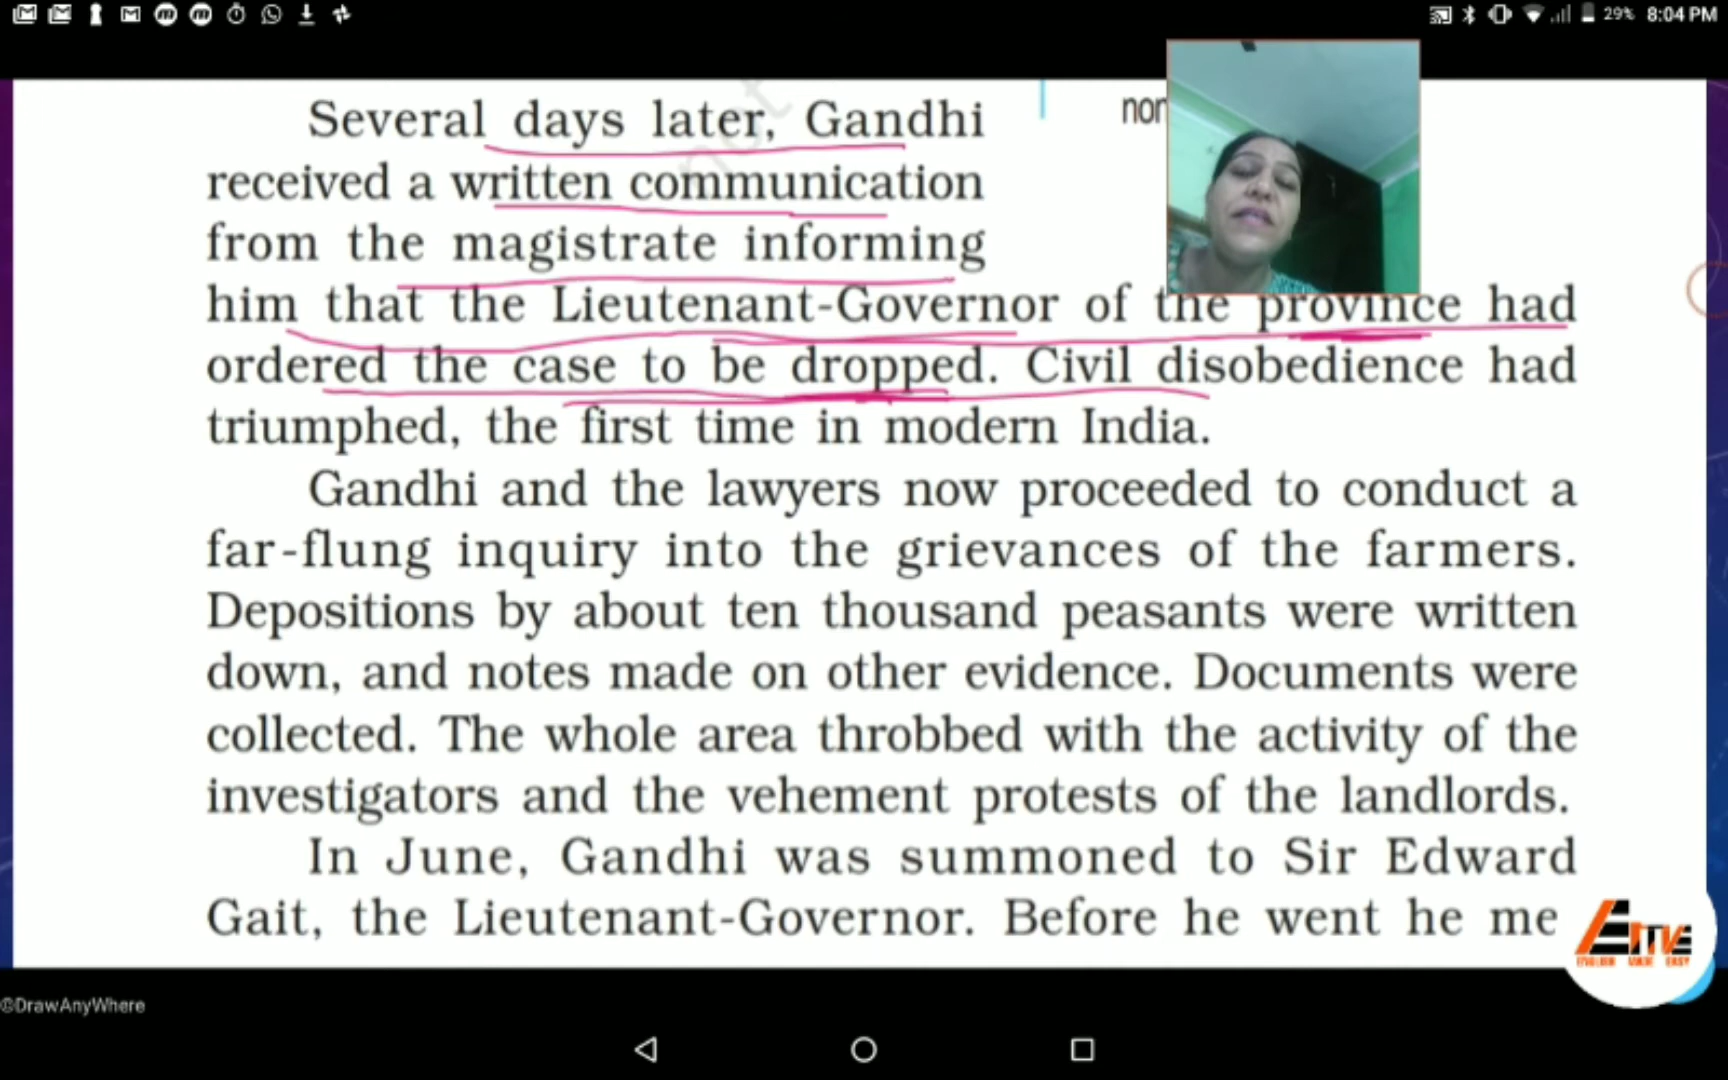 29% 8:04 PM
Several days later, Gandhi
received a written communication
from the magistrate informing
him that the Lieutenant-Governor of the province had
ordered the case to be dropped. Civil disobedience had
triumphed, the first time in modern India.
Gandhi and the lawyers now proceeded to conduct a
far-flung inquiry into the grievances of the farmers.
Depositions by about ten thousand peasants were written
down, and notes made on other evidence. Documents were
collected. The whole area throbbed with the activity of the
investigators and the vehement protests of the landlords.
In June, Gandhi was summoned to Sir Edward
Gait, the Lieutenant-Governor. Before he went he me
not
ENGLISH MADE EASY
©DrawAnyWhere